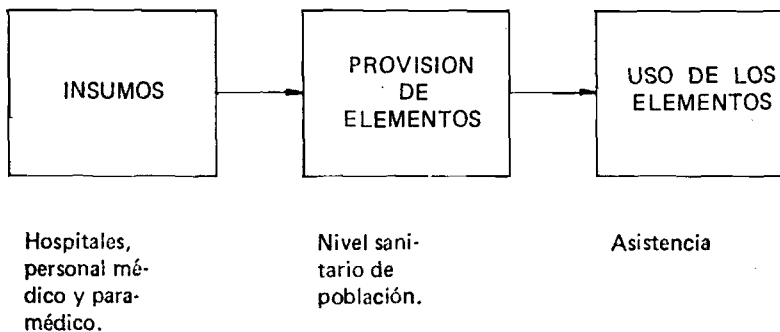 INSUMOS
PROVISION
DE
ELEMENTOS
USO DE LOS
ELEMENTOS
Hospitales,
personal mé-
dico y para-
médico.
Nivel sani-
tario de
población.
Asistencia